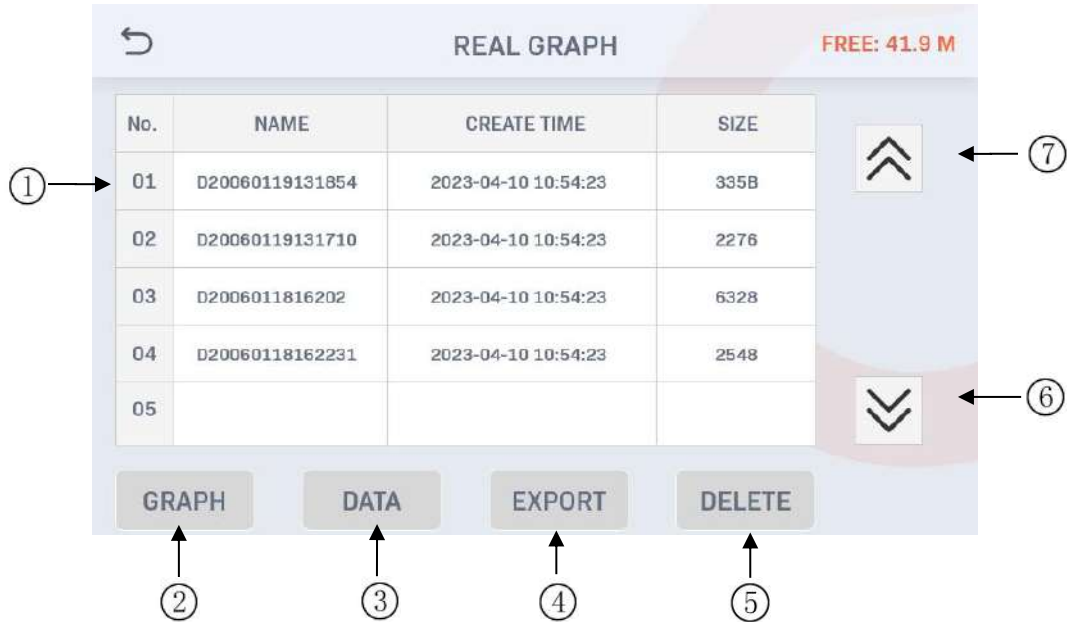 REAL GRAPH FREE: 41.9 M
No. NAME CREATE TIME SIZE
① 01 D20060119131854 2023-04-10 10:54:23 335B ⑦
02 D20060119131710 2023-04-10 10:54:23 2276
03 D2006011816202 2023-04-10 10:54:23 6328
04 D20060118162231 2023-04-10 10:54:23 2548
05 ⑥
GRAPH DATA EXPORT DELETE
② ③ ④ ⑤